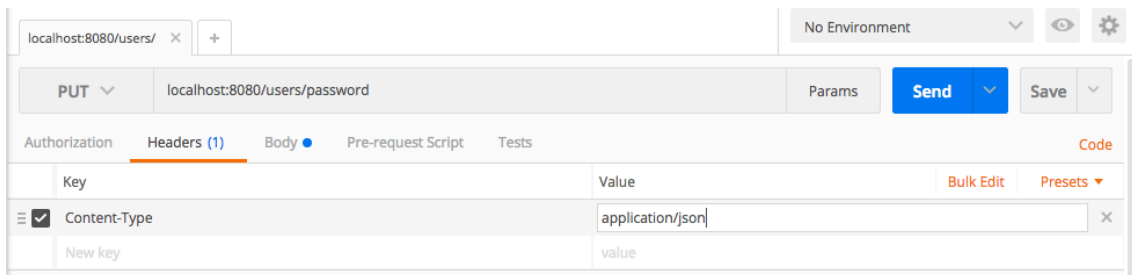 localhost:8080/users/ × +
No Environment
PUT localhost:8080/users/password Params Send Save
Authorization Headers (1) Body Pre-request Script Tests Code
Key Value Bulk Edit Presets
Content-Type application/json ×
New key value